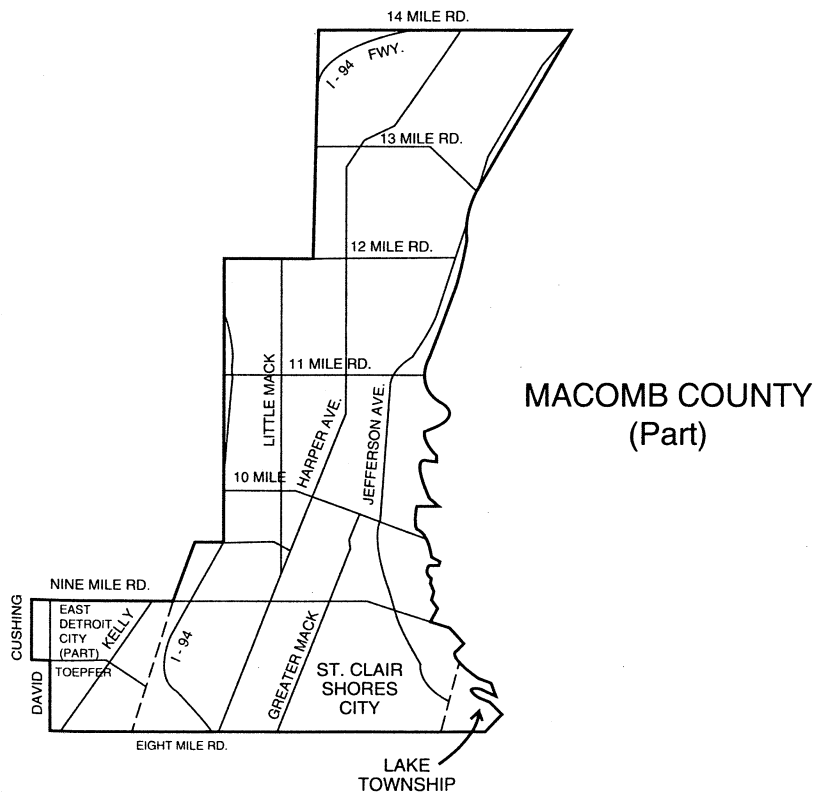 14 MILE RD.
I - 94 FWY.
13 MILE RD.
12 MILE RD.
11 MILE RD.
LITTLE MACK
HARPER AVE.
JEFFERSON AVE.
MACOMB COUNTY
(Part)
10 MILE
NINE MILE RD.
CUSHING
EAST
DETROIT
CITY
(PART)
KELLY
I - 94
GREATER MACK
ST. CLAIR
SHORES
CITY
TOEPFER
DAVID
EIGHT MILE RD.
LAKE
TOWNSHIP